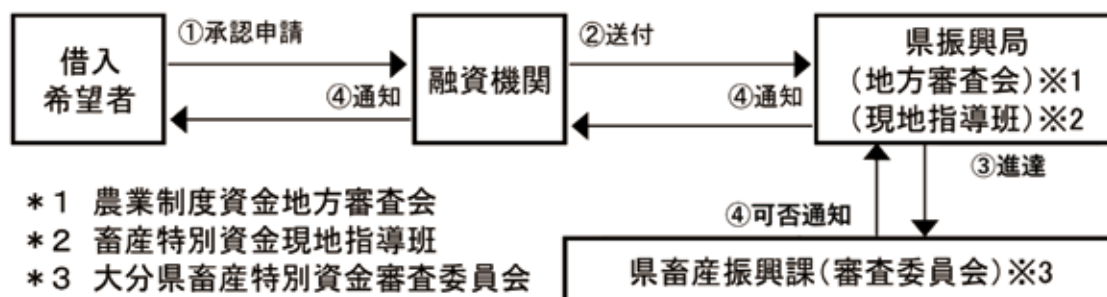 借入
希望者
①承認申請
④通知
融資機関
②送付
④通知
県振興局
(地方審査会)※1
(現地指導班)※2
③進達
④可否通知
県畜産振興課(審査委員会)※3
＊1 農業制度資金地方審査会
＊2 畜産特別資金現地指導班
＊3 大分県畜産特別資金審査委員会